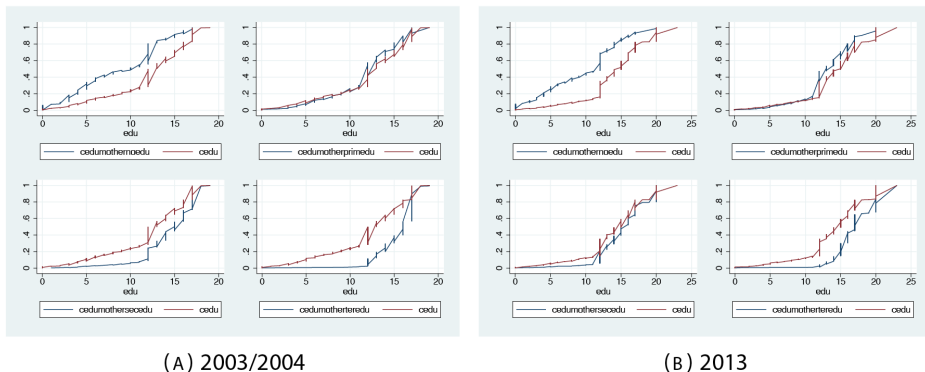 1
.8
.6
.4
.2
0
0 5 10 15 20
edu
cedumothernoedu cedu
1
.8
.6
.4
.2
0
0 5 10 15 20
edu
cedumotherprimedu cedu
1
.8
.6
.4
.2
0
0 5 10 15 20
edu
cedumothersecedu cedu
1
.8
.6
.4
.2
0
0 5 10 15 20
edu
cedumotherteredu cedu
(A) 2003/2004
1
.8
.6
.4
.2
0
0 5 10 15 20 25
edu
cedumothernoedu cedu
1
.8
.6
.4
.2
0
0 5 10 15 20 25
edu
cedumotherprimedu cedu
1
.8
.6
.4
.2
0
0 5 10 15 20 25
edu
cedumothersecedu cedu
1
.8
.6
.4
.2
0
0 5 10 15 20 25
edu
cedumotherteredu cedu
(B) 2013